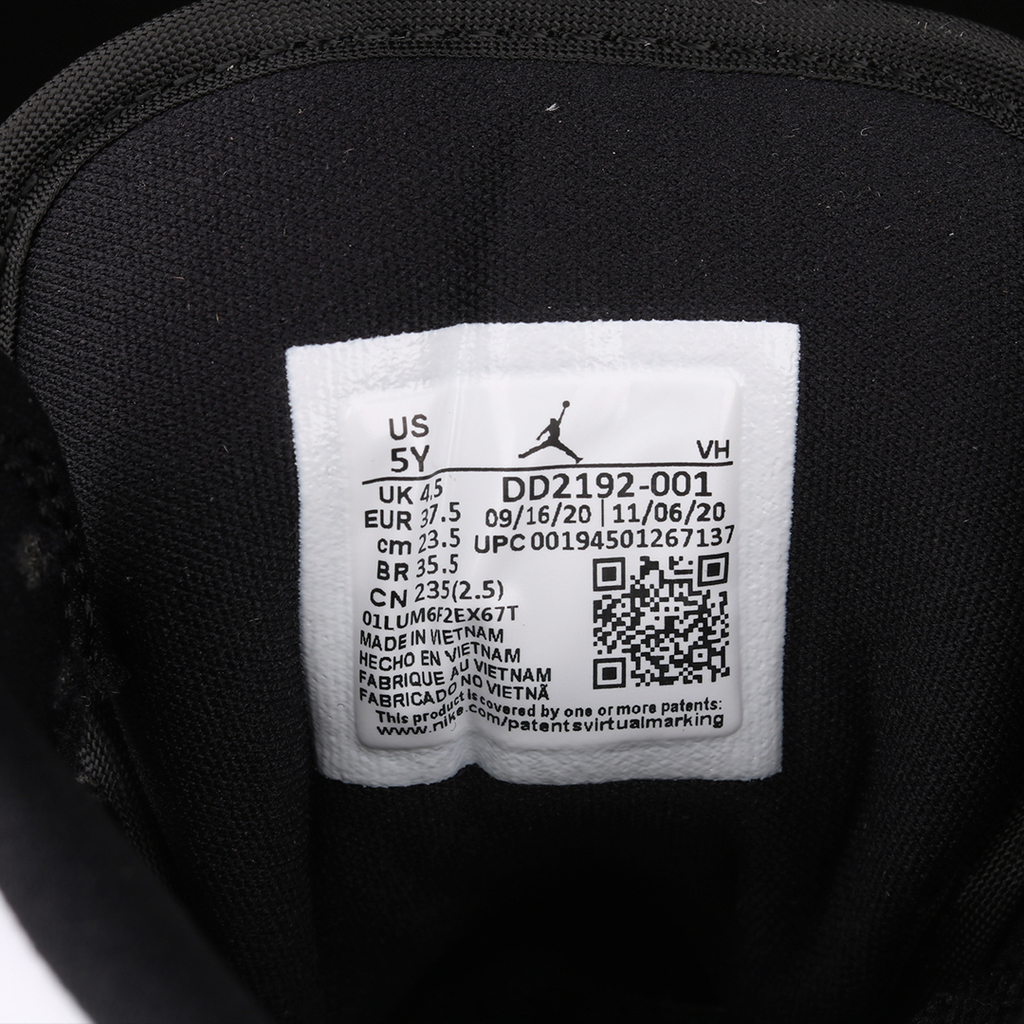 US
5Y
VH
UK 4.5
EUR 37.5
cm 23.5
BR 35.5
CN 235(2.5)
DD2192-001
09/16/20 | 11/06/20
UPC 00194501267137
01LUM6F2EX67T
MADE IN VIETNAM
HECHO EN VIETNAM
FABRIQUE AU VIETNAM
FABRICADO NO VIETNÃ
This product is covered by one or more patents:
www.nike.com/patentsvirtualmarking